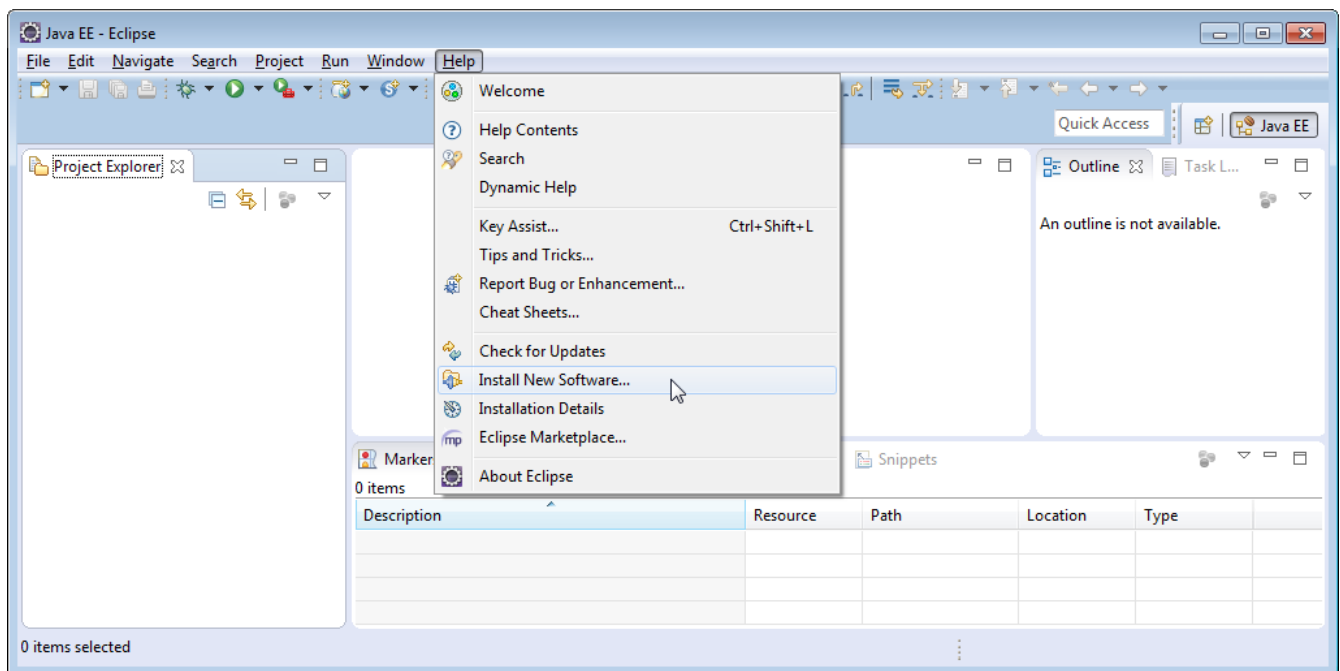 Java EE - Eclipse
File Edit Navigate Search Project Run Window Help
Quick Access
Java EE
Project Explorer
Welcome
Help Contents
Search
Dynamic Help
Key Assist... Ctrl+Shift+L
Tips and Tricks...
Report Bug or Enhancement...
Cheat Sheets...
Check for Updates
Install New Software...
Installation Details
mp Eclipse Marketplace...
About Eclipse
Outline Task L...
An outline is not available.
Marker Snippets
0 items
Description Resource Path Location Type
0 items selected